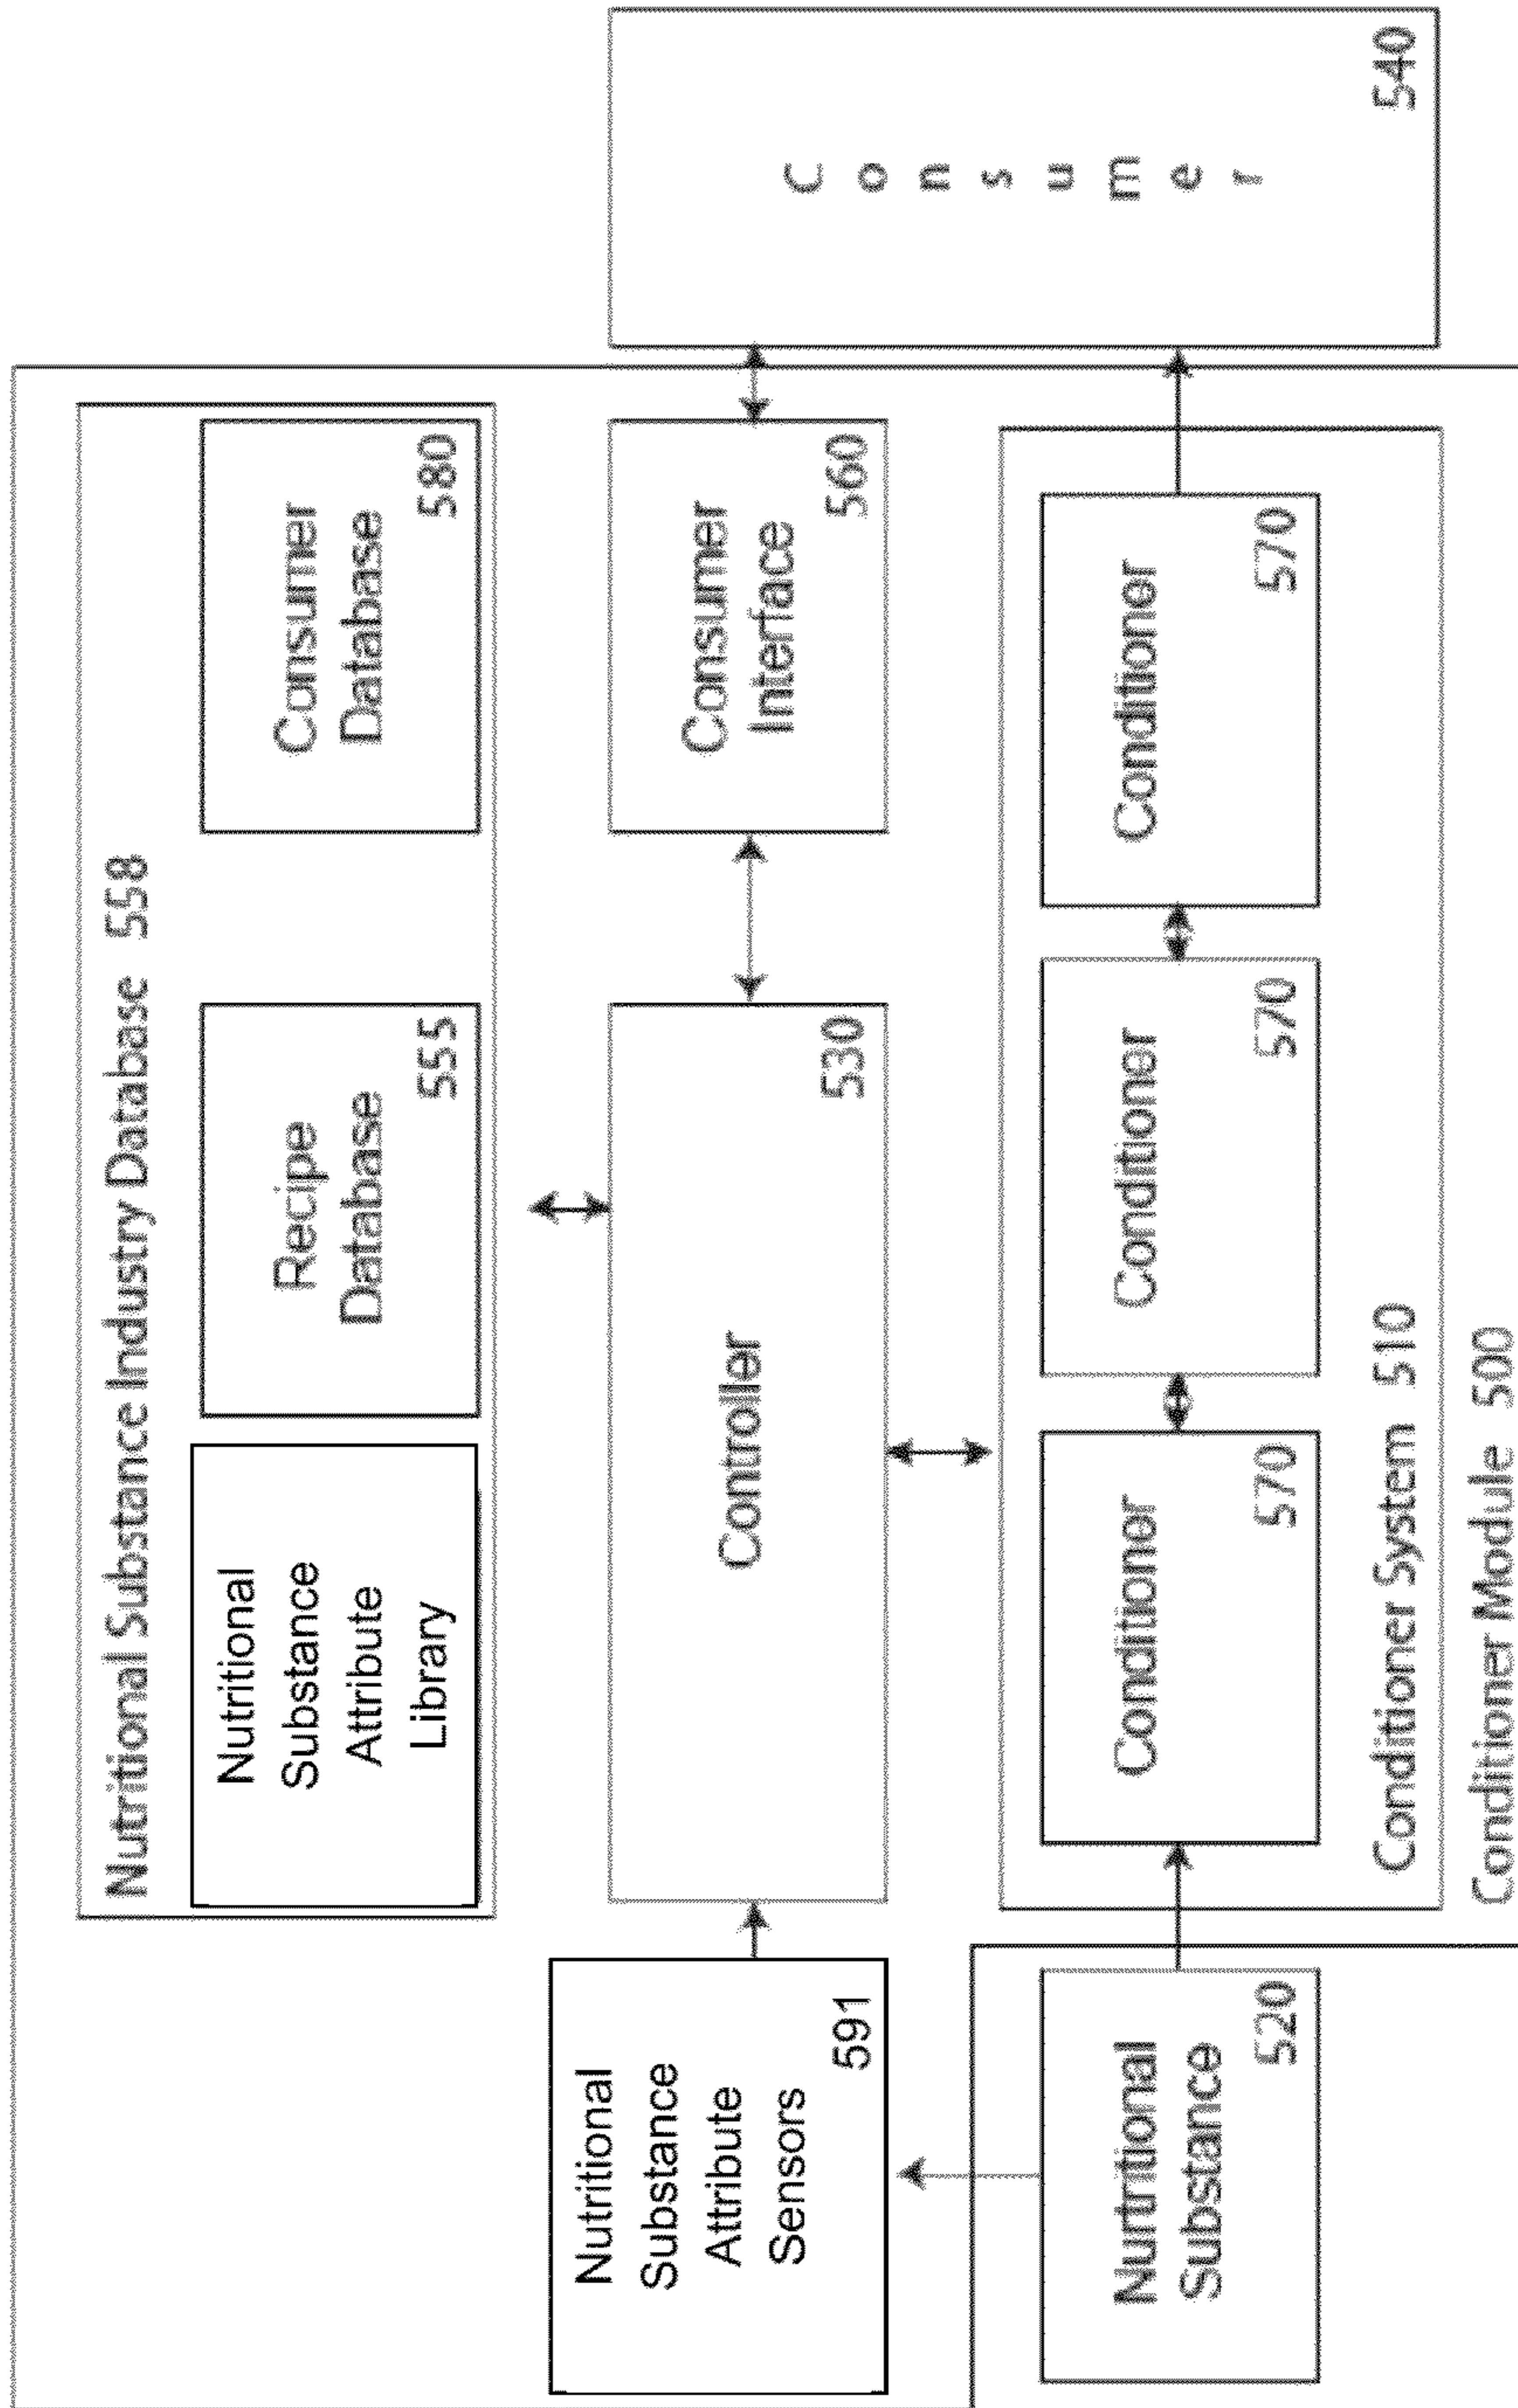 Nutritional Substance Industry Database 558
Nutritional
Substance
Attribute
Library
Recipe
Database
555
Consumer
Database
580
Nutritional
Substance
Attribute
Sensors
591
Controller
530
Consumer
Interface
560
Consumer
540
Nurtritional
Substance
520
Conditioner
570
Conditioner
570
Conditioner
570
Conditioner System 510
Conditioner Module 500